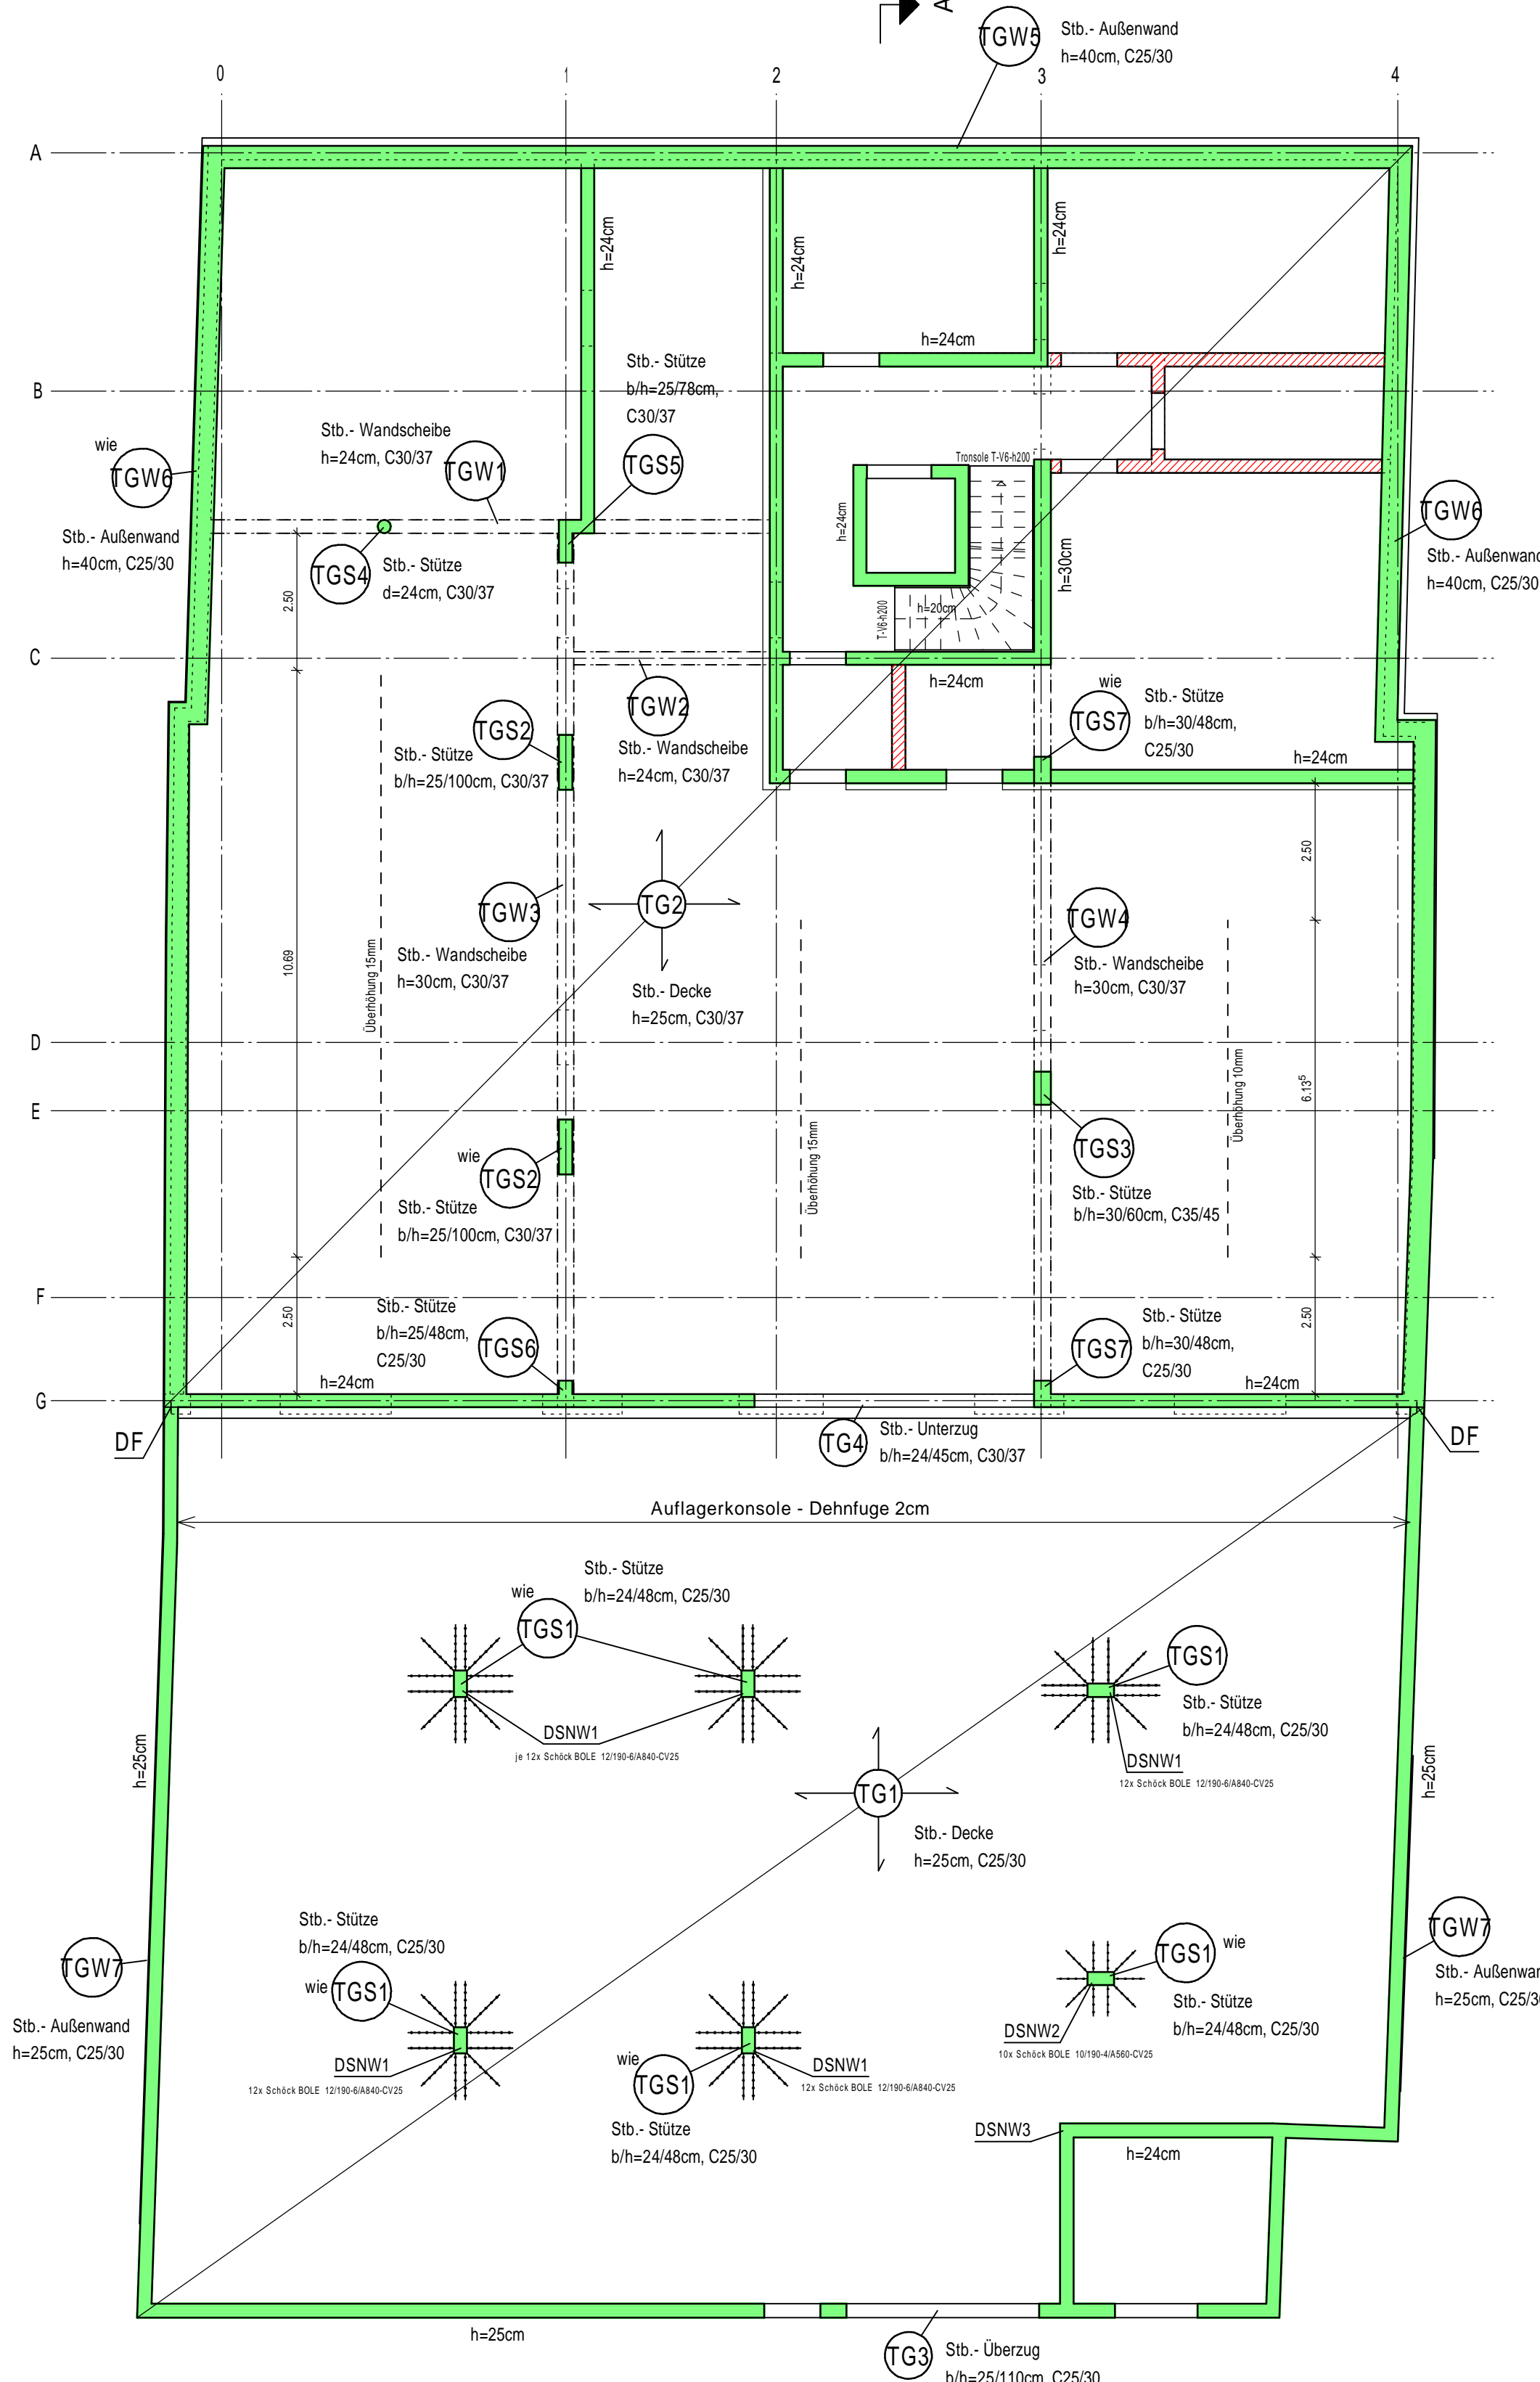 A
TGW5
Stb.- Außenwand
h=40cm, C25/30
0
1
2
3
4
A
h=24cm
h=24cm
h=24cm
h=24cm
B
Stb.- Stütze
b/h=25/78cm,
C30/37
TGS5
Stb.- Wandscheibe
h=24cm, C30/37
TGW1
wie
TGW6
Stb.- Außenwand
h=40cm, C25/30
TGS4
Stb.- Stütze
d=24cm, C30/37
Tronsole T-V6-h200
h=24cm
h=30cm
h=20cm
T-V6-h200
TGW6
Stb.- Außenwand
h=40cm, C25/30
2.50
C
h=24cm
TGW2
Stb.- Wandscheibe
h=24cm, C30/37
TGS2
Stb.- Stütze
b/h=25/100cm, C30/37
wie
TGS7
Stb.- Stütze
b/h=30/48cm,
C25/30
h=24cm
2.50
TGW3
Stb.- Wandscheibe
h=30cm, C30/37
TG2
Stb.- Decke
h=25cm, C30/37
TGW4
Stb.- Wandscheibe
h=30cm, C30/37
10.69
Überhöhung 15mm
D
E
Überhöhung 15mm
Überhöhung 10mm
6.13⁵
wie
TGS2
Stb.- Stütze
b/h=25/100cm, C30/37
TGS3
Stb.- Stütze
b/h=30/60cm, C35/45
F
2.50
Stb.- Stütze
b/h=25/48cm,
C25/30
TGS6
Stb.- Stütze
b/h=30/48cm,
C25/30
TGS7
2.50
h=24cm
h=24cm
G
DF
TG4
Stb.- Unterzug
b/h=24/45cm, C30/37
DF
Auflagerkonsole - Dehnfuge 2cm
Stb.- Stütze
b/h=24/48cm, C25/30
wie
TGS1
DSNW1
je 12x Schöck BOLE 12/190-6/A840-CV25
TGS1
Stb.- Stütze
b/h=24/48cm, C25/30
DSNW1
12x Schöck BOLE 12/190-6/A840-CV25
h=25cm
h=25cm
TG1
Stb.- Decke
h=25cm, C25/30
Stb.- Stütze
b/h=24/48cm, C25/30
wie
TGS1
DSNW1
12x Schöck BOLE 12/190-6/A840-CV25
wie
TGS1
Stb.- Stütze
b/h=24/48cm, C25/30
DSNW1
12x Schöck BOLE 12/190-6/A840-CV25
TGS1
wie
Stb.- Stütze
b/h=24/48cm, C25/30
DSNW2
10x Schöck BOLE 10/190-4/A560-CV25
TGW7
Stb.- Außenwand
h=25cm, C25/30
TGW7
Stb.- Außenwan
h=25cm, C25/3
DSNW3
h=24cm
h=25cm
TG3
Stb.- Überzug
b/h=25/110cm, C25/30